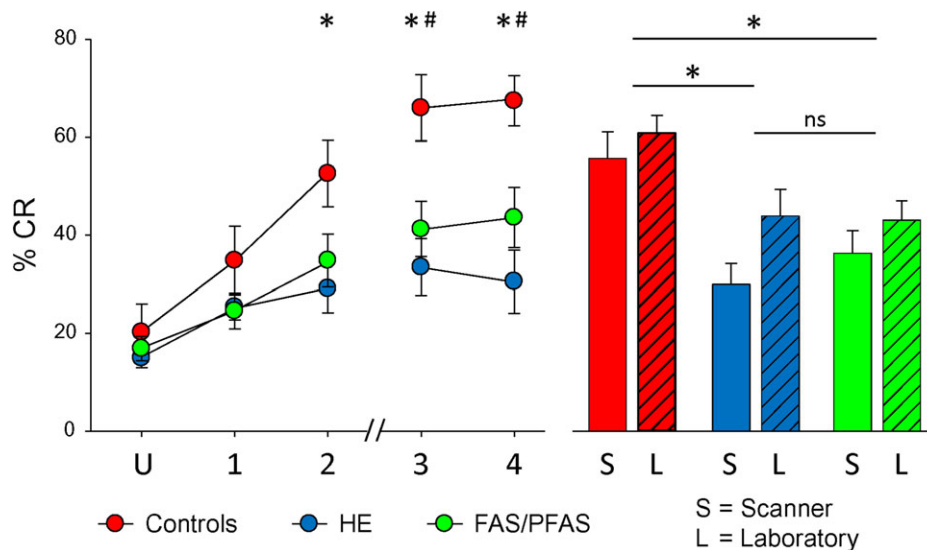 * *# *# *
80
*
60
ns
% CR
40
20
0
U 1 2 3 4 S L S L S L
Controls HE FAS/PFAS
S = Scanner
L = Laboratory